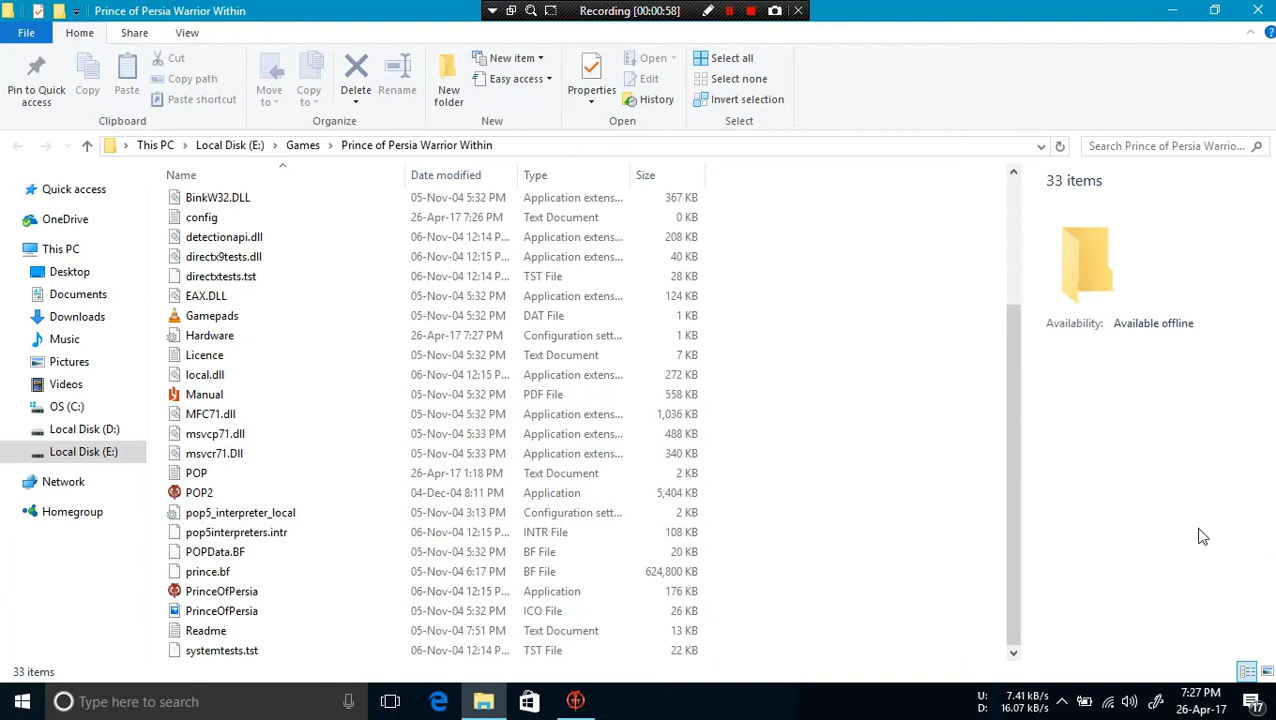 Prince of Persia Warrior Within
Recording [00:00:58]
File Home Share View
Pin to Quick access
Copy
Paste
Cut
Copy path
Paste shortcut
Clipboard
Move to
Copy to
Delete
Rename
Organize
New folder
New item
Easy access
New
Properties
Open
Edit
History
Open
Select all
Select none
Invert selection
Select
This PC > Local Disk (E:) > Games > Prince of Persia Warrior Within
Search Prince of Persia Warrio...
Quick access
OneDrive
This PC
Desktop
Documents
Downloads
Music
Pictures
Videos
OS (C:)
Local Disk (D:)
Local Disk (E:)
Network
Homegroup
Name Date modified Type Size
BinkW32.DLL 05-Nov-04 5:32 PM Application extens... 367 KB
config 26-Apr-17 7:26 PM Text Document 0 KB
detectionapi.dll 06-Nov-04 12:14 P... Application extens... 208 KB
directx9tests.dll 06-Nov-04 12:15 P... Application extens... 40 KB
directxtests.tst 06-Nov-04 12:14 P... TST File 28 KB
EAX.DLL 05-Nov-04 5:32 PM Application extens... 124 KB
Gamepads 05-Nov-04 5:32 PM DAT File 1 KB
Hardware 26-Apr-17 7:27 PM Configuration sett... 1 KB
Licence 05-Nov-04 5:32 PM Text Document 7 KB
local.dll 06-Nov-04 12:15 P... Application extens... 272 KB
Manual 05-Nov-04 5:32 PM PDF File 558 KB
MFC71.dll 05-Nov-04 5:32 PM Application extens... 1,036 KB
msvcp71.dll 05-Nov-04 5:33 PM Application extens... 488 KB
msvcr71.Dll 05-Nov-04 5:33 PM Application extens... 340 KB
POP 26-Apr-17 1:18 PM Text Document 2 KB
POP2 04-Dec-04 8:11 PM Application 5,404 KB
pop5_interpreter_local 05-Nov-04 3:13 PM Configuration sett... 2 KB
pop5interpreters.intr 06-Nov-04 12:15 P... INTR File 108 KB
POPData.BF 05-Nov-04 5:32 PM BF File 20 KB
prince.bf 05-Nov-04 6:17 PM BF File 624,800 KB
PrinceOfPersia 06-Nov-04 12:15 P... Application 176 KB
PrinceOfPersia 05-Nov-04 5:32 PM ICO File 26 KB
Readme 05-Nov-04 7:51 PM Text Document 13 KB
systemtests.tst 06-Nov-04 12:14 P... TST File 22 KB
33 items
Availability: Available offline
33 items
Type here to search
U: 7.41 kB/s
D: 16.07 kB/s
7:27 PM
26-Apr-17
17